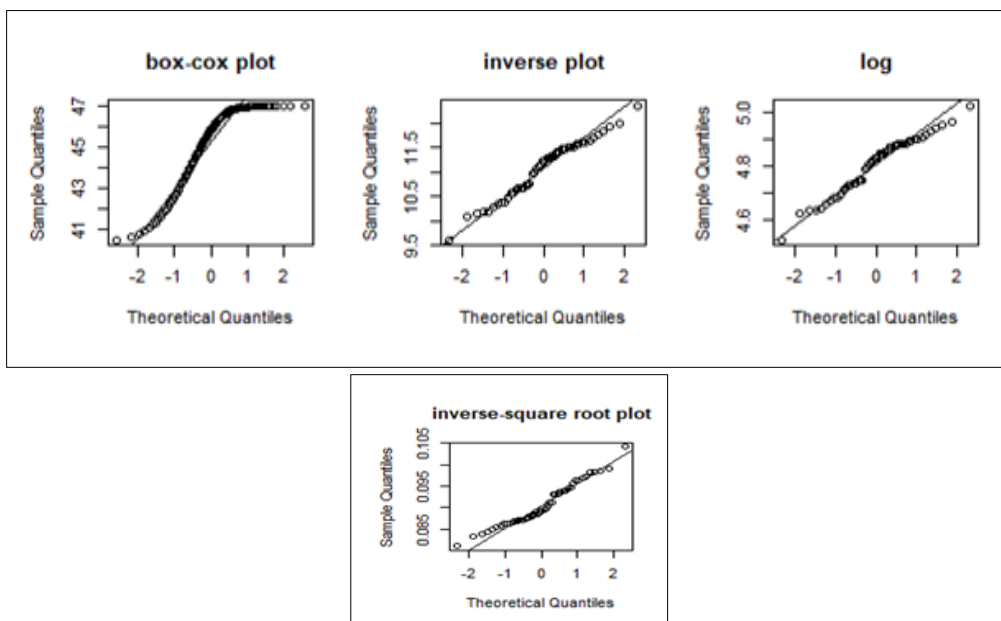 box-cox plot
Sample Quantiles
41 43 45 47
-2 -1 0 1 2
Theoretical Quantiles
inverse plot
Sample Quantiles
9.5 10.5 11.5
-2 -1 0 1 2
Theoretical Quantiles
log
Sample Quantiles
4.6 4.8 5.0
-2 -1 0 1 2
Theoretical Quantiles
inverse-square root plot
Sample Quantiles
0.085 0.095 0.105
-2 -1 0 1 2
Theoretical Quantiles